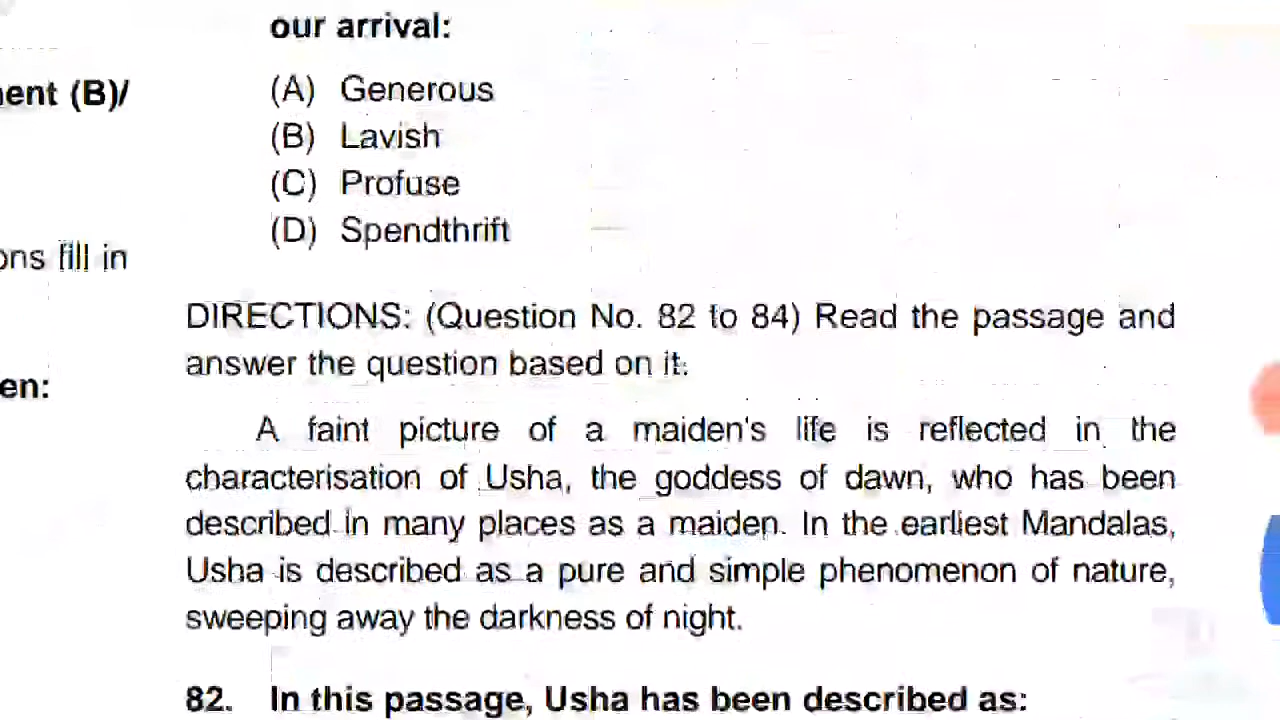 our arrival:
ent (B)/
(A) Generous
(B) Lavish
(C) Profuse
(D) Spendthrift
ons fill in
DIRECTIONS: (Question No. 82 to 84) Read the passage and
answer the question based on it:
en:
A faint picture of a maiden's life is reflected in the
characterisation of Usha, the goddess of dawn, who has been
described in many places as a maiden. In the earliest Mandalas,
Usha is described as a pure and simple phenomenon of nature,
sweeping away the darkness of night.
82. In this passage, Usha has been described as: